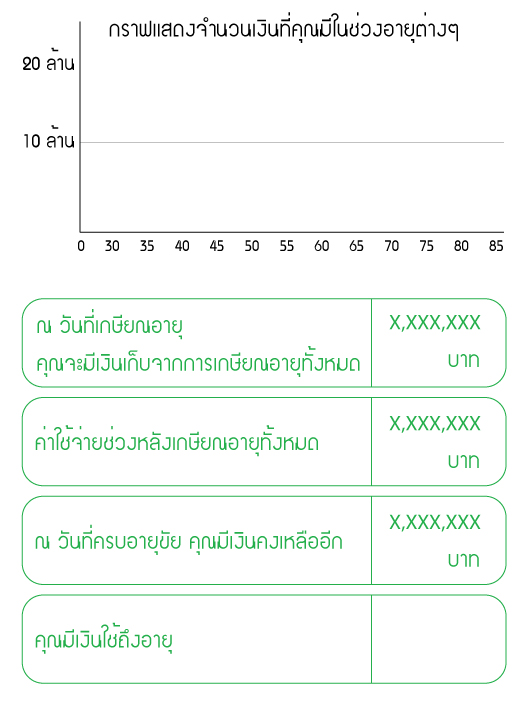 กราฟแสดงจำนวนเงินที่คุณมีในช่วงอายุต่างๆ
20 ล้าน
10 ล้าน
0 30 35 40 45 50 55 60 65 70 75 80 85
ณ วันที่เกษียณอายุ
คุณจะมีเงินเก็บจากการเกษียณอายุทั้งหมด
X,XXX,XXX
บาท
ค่าใช้จ่ายช่วงหลังเกษียณอายุทั้งหมด
X,XXX,XXX
บาท
ณ วันที่ครบอายุขัย คุณมีเงินคงเหลืออีก
X,XXX,XXX
บาท
คุณมีเงินใช้ถึงอายุ